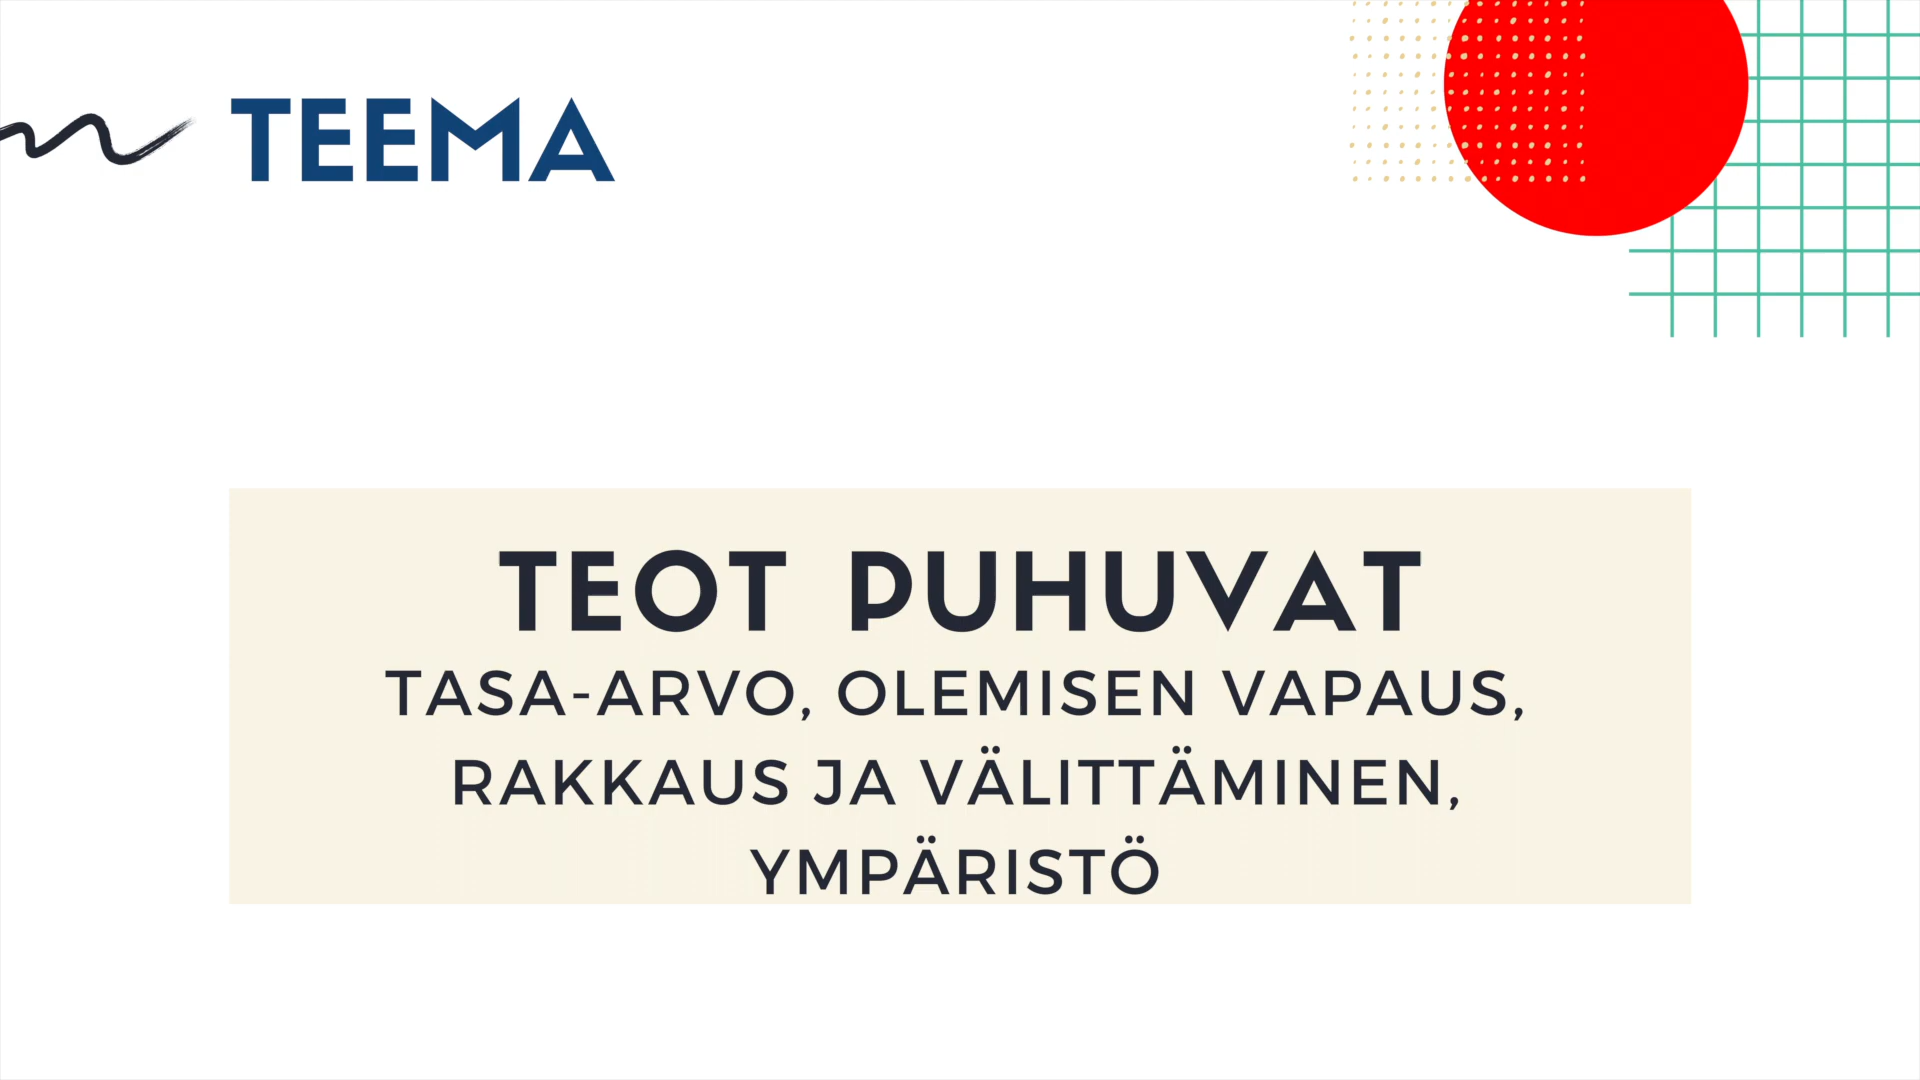 TEEMA
TEOT PUHUVAT
TASA-ARVO, OLEMISEN VAPAUS,
RAKKAUS JA VÄLITTÄMINEN,
YMPÄRISTÖ